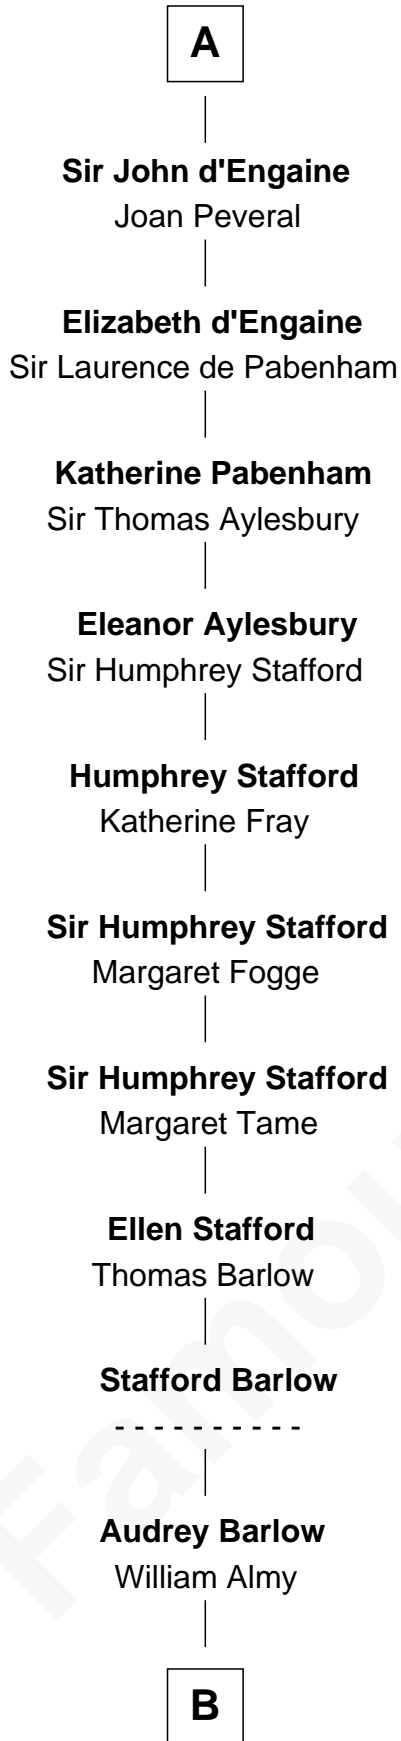 A
Sir John d'Engaine
Joan Peveral
Elizabeth d'Engaine
Sir Laurence de Pabenham
Katherine Pabenham
Sir Thomas Aylesbury
Eleanor Aylesbury
Sir Humphrey Stafford
Humphrey Stafford
Katherine Fray
Sir Humphrey Stafford
Margaret Fogge
Sir Humphrey Stafford
Margaret Tame
Ellen Stafford
Thomas Barlow
Stafford Barlow
- - - - - - - - - -
Audrey Barlow
William Almy
B
Famou